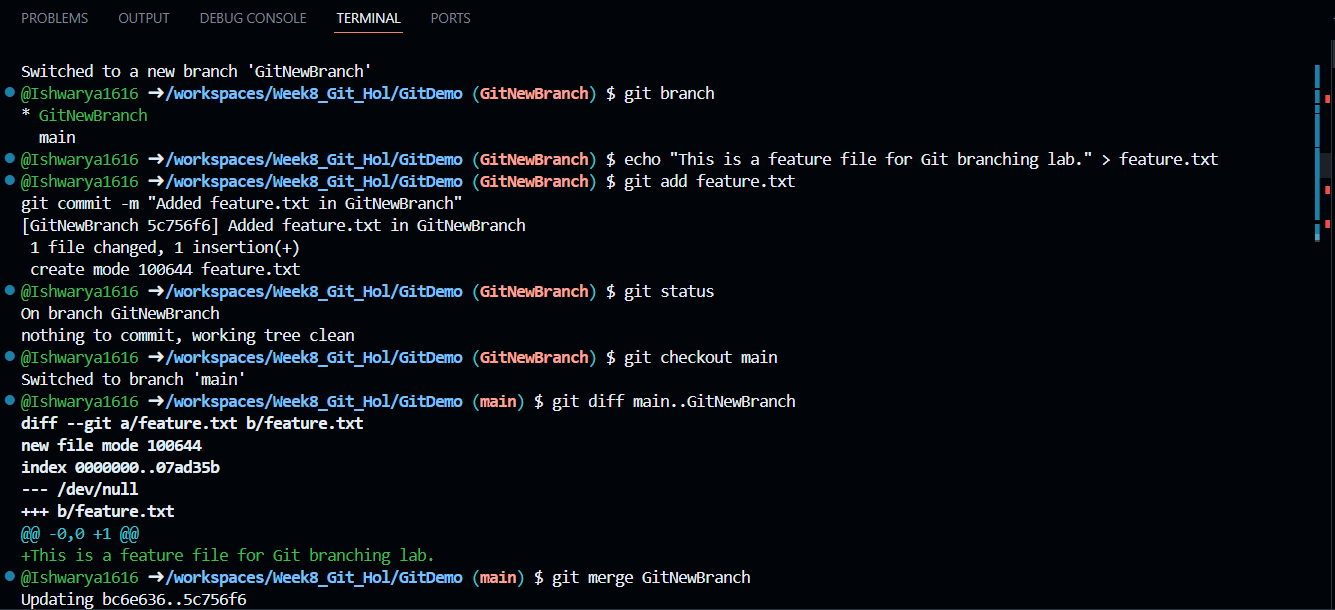 PROBLEMS OUTPUT DEBUG CONSOLE TERMINAL PORTS
Switched to a new branch 'GitNewBranch'
@Ishwarya1616 ➜/workspaces/Week8_Git_Hol/GitDemo (GitNewBranch) $ git branch
* GitNewBranch
  main
@Ishwarya1616 ➜/workspaces/Week8_Git_Hol/GitDemo (GitNewBranch) $ echo "This is a feature file for Git branching lab." > feature.txt
@Ishwarya1616 ➜/workspaces/Week8_Git_Hol/GitDemo (GitNewBranch) $ git add feature.txt
git commit -m "Added feature.txt in GitNewBranch"
[GitNewBranch 5c756f6] Added feature.txt in GitNewBranch
 1 file changed, 1 insertion(+)
 create mode 100644 feature.txt
@Ishwarya1616 ➜/workspaces/Week8_Git_Hol/GitDemo (GitNewBranch) $ git status
On branch GitNewBranch
nothing to commit, working tree clean
@Ishwarya1616 ➜/workspaces/Week8_Git_Hol/GitDemo (GitNewBranch) $ git checkout main
Switched to branch 'main'
@Ishwarya1616 ➜/workspaces/Week8_Git_Hol/GitDemo (main) $ git diff main..GitNewBranch
diff --git a/feature.txt b/feature.txt
new file mode 100644
index 0000000..07ad35b
--- /dev/null
+++ b/feature.txt
@@ -0,0 +1 @@
+This is a feature file for Git branching lab.
@Ishwarya1616 ➜/workspaces/Week8_Git_Hol/GitDemo (main) $ git merge GitNewBranch
Updating bc6e636..5c756f6